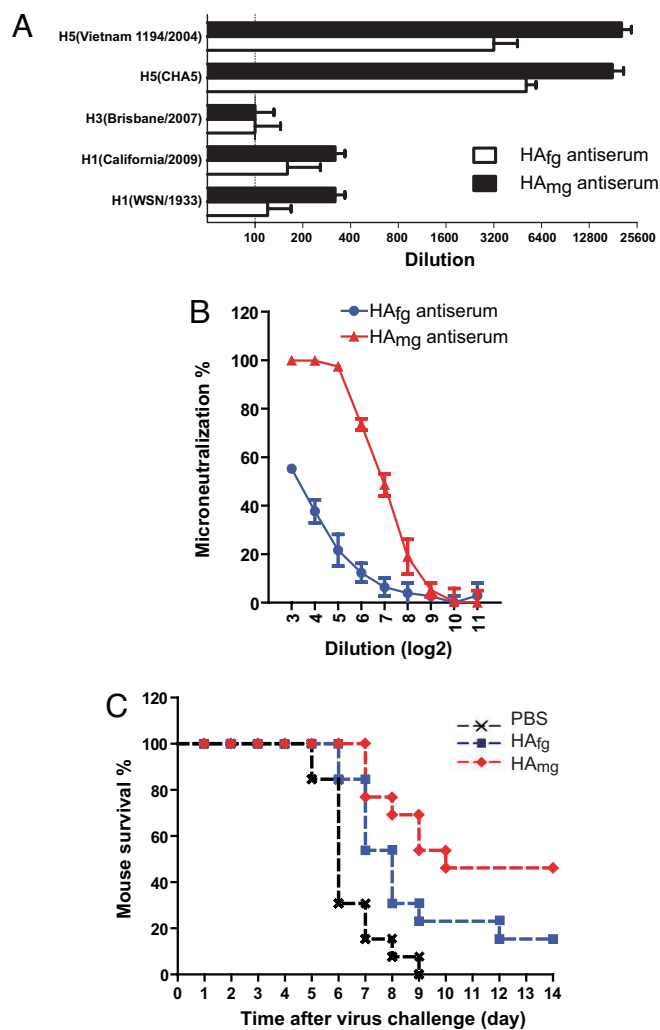 A
H5(Vietnam 1194/2004)
H5(CHA5)
H3(Brisbane/2007)
H1(California/2009)
H1(WSN/1933)
HAfg antiserum
HAmg antiserum
100 200 400 800 1600 3200 6400 12800 25600
Dilution
B
HAfg antiserum
HAmg antiserum
120
100
80
60
40
20
0
Microneutralization %
3 4 5 6 7 8 9 10 11
Dilution (log2)
C
PBS
HAfg
HAmg
120
100
80
60
40
20
0
Mouse survival %
0 1 2 3 4 5 6 7 8 9 10 11 12 13 14
Time after virus challenge (day)